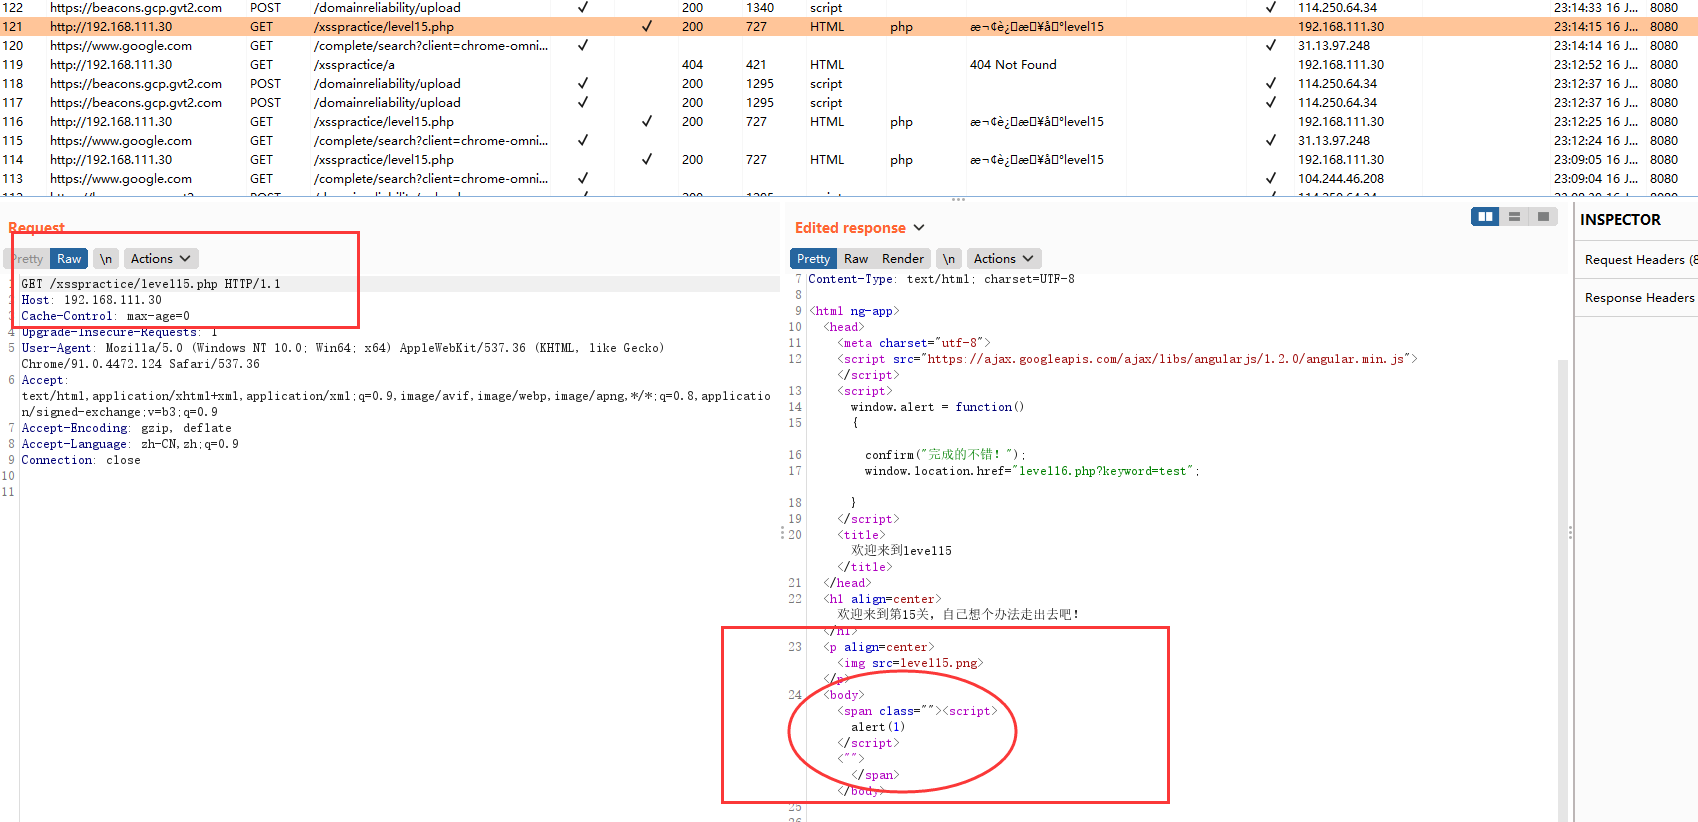 122 https://beacons.gcp.gvt2.com POST /domainreliability/upload ✓ 200 1340 script ✓ 114.250.64.34 23:14:33 16 J... 8080
121 http://192.168.111.30 GET /xsspractice/level15.php ✓ 200 727 HTML php 192.168.111.30 23:14:15 16 J... 8080
120 https://www.google.com GET /complete/search?client=chrome-omni... ✓ ✓ 31.13.97.248 23:14:14 16 J... 8080
119 http://192.168.111.30 GET /xsspractice/a 404 421 HTML 404 Not Found 192.168.111.30 23:12:52 16 J... 8080
118 https://beacons.gcp.gvt2.com POST /domainreliability/upload ✓ 200 1295 script ✓ 114.250.64.34 23:12:37 16 J... 8080
117 https://beacons.gcp.gvt2.com POST /domainreliability/upload ✓ 200 1295 script ✓ 114.250.64.34 23:12:37 16 J... 8080
116 http://192.168.111.30 GET /xsspractice/level15.php ✓ 200 727 HTML php 192.168.111.30 23:12:25 16 J... 8080
115 https://www.google.com GET /complete/search?client=chrome-omni... ✓ ✓ 31.13.97.248 23:12:24 16 J... 8080
114 http://192.168.111.30 GET /xsspractice/level15.php ✓ 200 727 HTML php 192.168.111.30 23:09:05 16 J... 8080
113 https://www.google.com GET /complete/search?client=chrome-omni... ✓ ✓ 104.244.46.208 23:09:04 16 J... 8080
Request
Pretty Raw \n Actions
1 GET /xsspractice/level15.php HTTP/1.1
2 Host: 192.168.111.30
3 Cache-Control: max-age=0
4 Upgrade-Insecure-Requests: 1
5 User-Agent: Mozilla/5.0 (Windows NT 10.0; Win64; x64) AppleWebKit/537.36 (KHTML, like Gecko)
Chrome/91.0.4472.124 Safari/537.36
6 Accept:
text/html,application/xhtml+xml,application/xml;q=0.9,image/avif,image/webp,image/apng,*/*;q=0.8,applicatio
n/signed-exchange;v=b3;q=0.9
7 Accept-Encoding: gzip, deflate
8 Accept-Language: zh-CN,zh;q=0.9
9 Connection: close
10
11
Edited response
Pretty Raw Render \n Actions
7 Content-Type: text/html; charset=UTF-8
8
9 <html ng-app>
10 <head>
11 <meta charset="utf-8">
12 <script src="https://ajax.googleapis.com/ajax/libs/angularjs/1.2.0/angular.min.js">
</script>
13 <script>
14 window.alert = function()
15 {
16 confirm("完成的不错！");
17 window.location.href="level16.php?keyword=test";
18 }
19 </script>
20 <title>
欢迎来到level15
</title>
21 </head>
22 <h1 align=center>
欢迎来到第15关，自己想个办法走出去吧！
</h1>
23 <p align=center>
<img src=level15.png>
</p>
24 <body>
<span class=""><script>
alert(1)
</script>
<"">
</span>
</body>
25
26
INSPECTOR
Request Headers (8
Response Headers